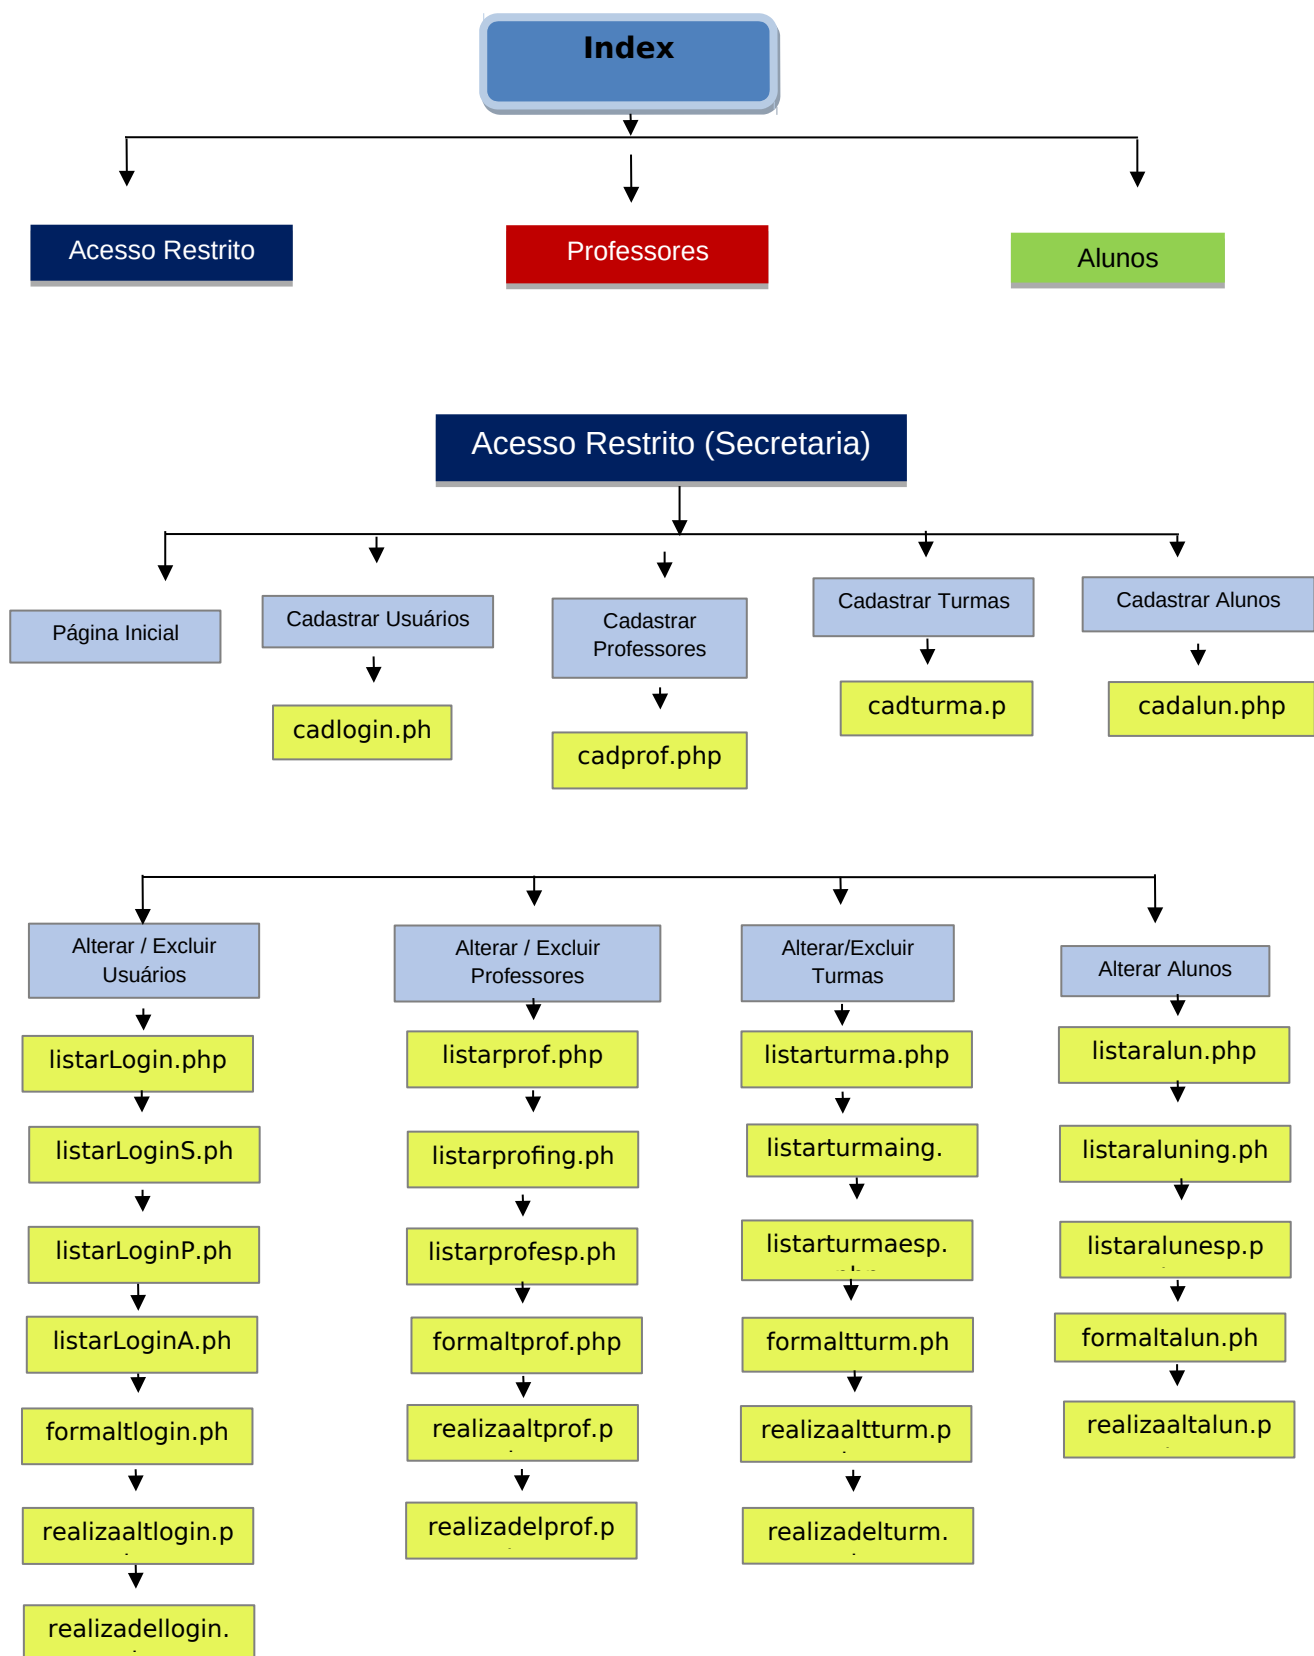 Index
Acesso Restrito
Professores
Alunos
Acesso Restrito (Secretaria)
Página Inicial
Cadastrar Usuários
Cadastrar
Professores
Cadastrar Turmas
Cadastrar Alunos
cadlogin.ph
cadprof.php
cadturma.p
cadalun.php
Alterar / Excluir
Usuários
Alterar / Excluir
Professores
Alterar/Excluir
Turmas
Alterar Alunos
listarLogin.php
listarprof.php
listarturma.php
listaralun.php
listarLoginS.ph
listarprofing.ph
listarturmaing.
listaraluning.ph
listarLoginP.ph
listarprofesp.ph
listarturmaesp.
listaralunesp.p
listarLoginA.ph
formaltprof.php
formaltturm.ph
formaltalun.ph
formaltlogin.ph
realizaaltprof.p
realizaaltturm.p
realizaaltalun.p
realizaaltlogin.p
realizadelprof.p
realizadelturm.
realizadellogin.